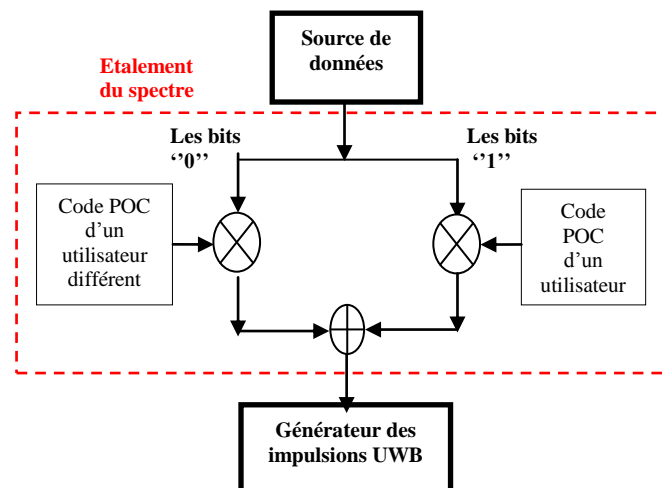 Source de
données
Etalement
du spectre
Les bits
‘‘0’’
Les bits
‘‘1’’
Code POC
d’un
utilisateur
différent
Code
POC
d’un
utilisateur
Générateur des
impulsions UWB